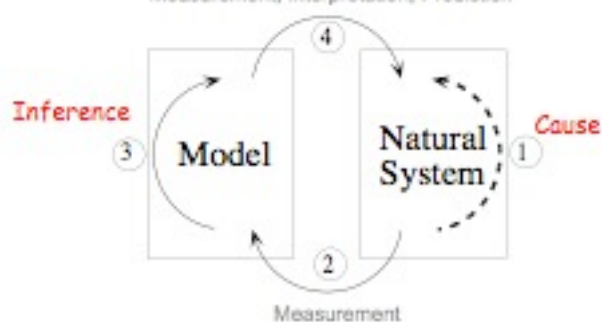 4
Inference
Cause
3
Model
Natural
System
1
2
Measurement